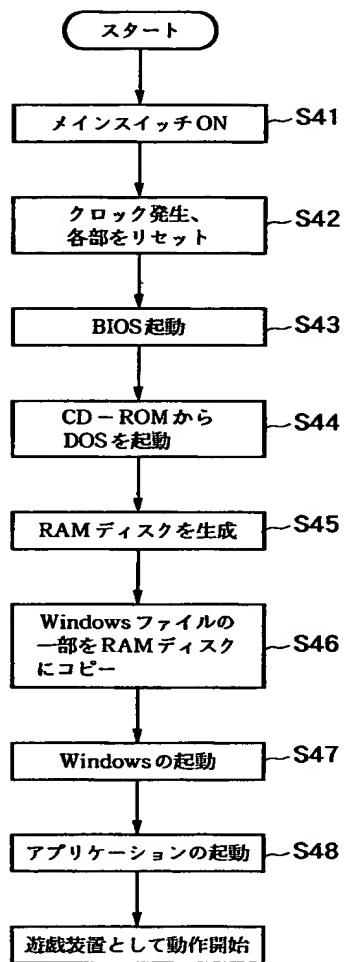 スタート
メインスイッチON
S41
クロック発生、
各部をリセット
S42
BIOS起動
S43
CD-ROMから
DOSを起動
S44
RAMディスクを生成
S45
Windowsファイルの
一部をRAMディスク
にコピー
S46
Windowsの起動
S47
アプリケーションの起動
S48
遊戯装置として動作開始